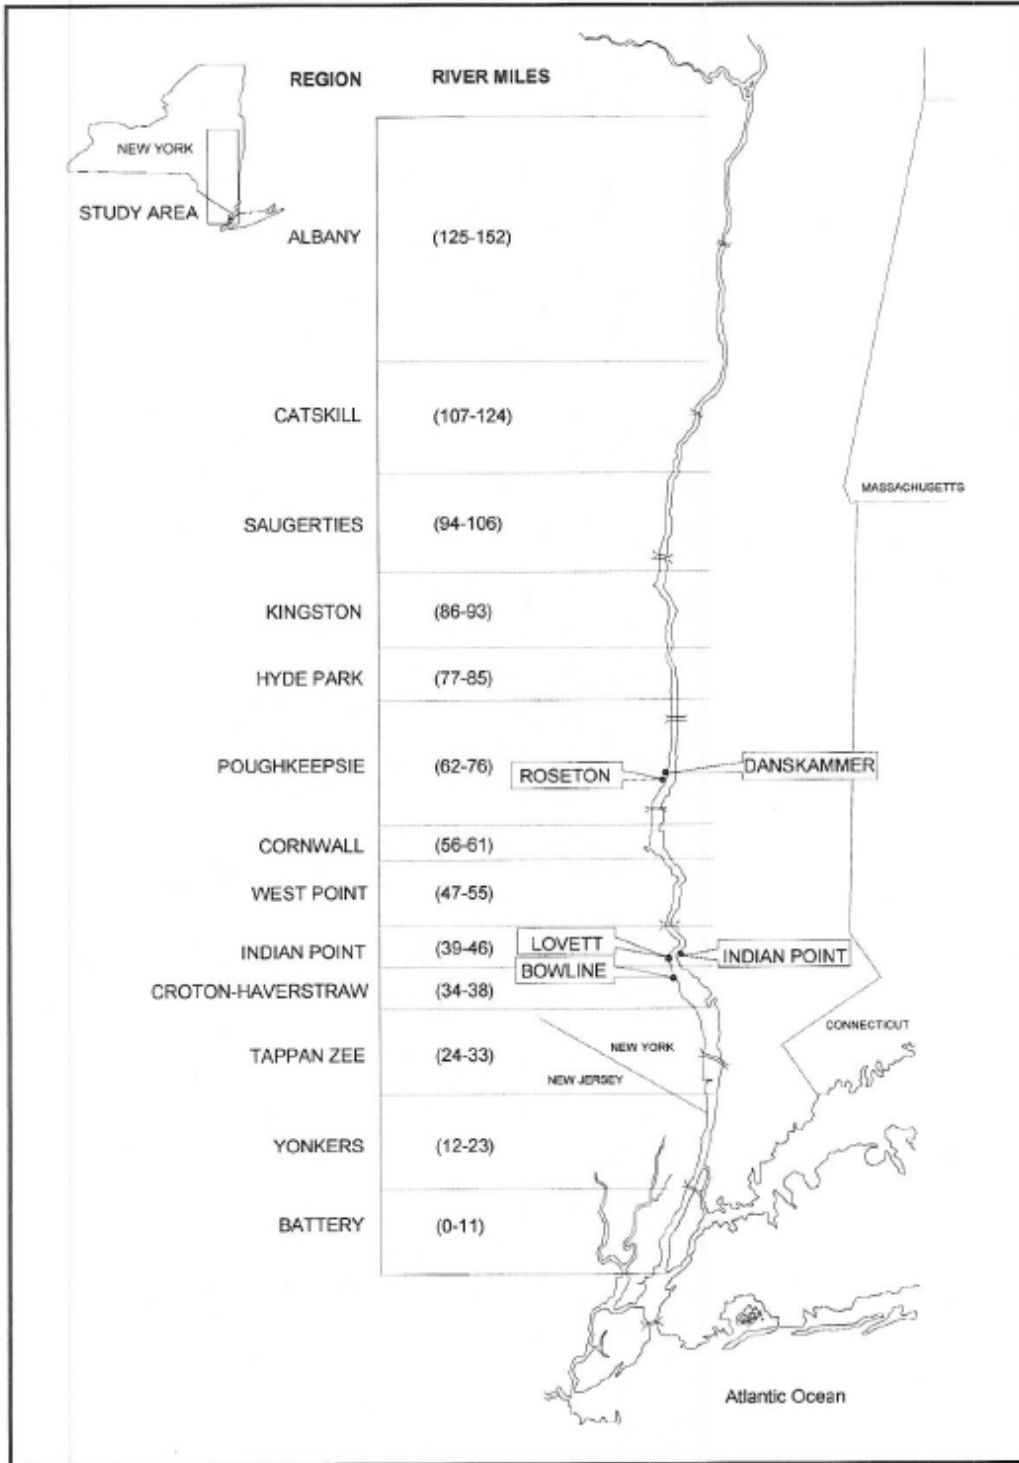 REGION RIVER MILES
NEW YORK
STUDY AREA
ALBANY (125-152)
CATSKILL (107-124)
MASSACHUSETTS
SAUGERTIES (94-106)
KINGSTON (86-93)
HYDE PARK (77-85)
POUGHKEEPSIE (62-76)
ROSETON
DANSKAMMER
CORNWALL (56-61)
WEST POINT (47-55)
INDIAN POINT (39-46)
LOVETT
INDIAN POINT
BOWLINE
CROTON-HAVERSTRAW (34-38)
CONNECTICUT
TAPPAN ZEE (24-33)
NEW YORK
NEW JERSEY
YONKERS (12-23)
BATTERY (0-11)
Atlantic Ocean